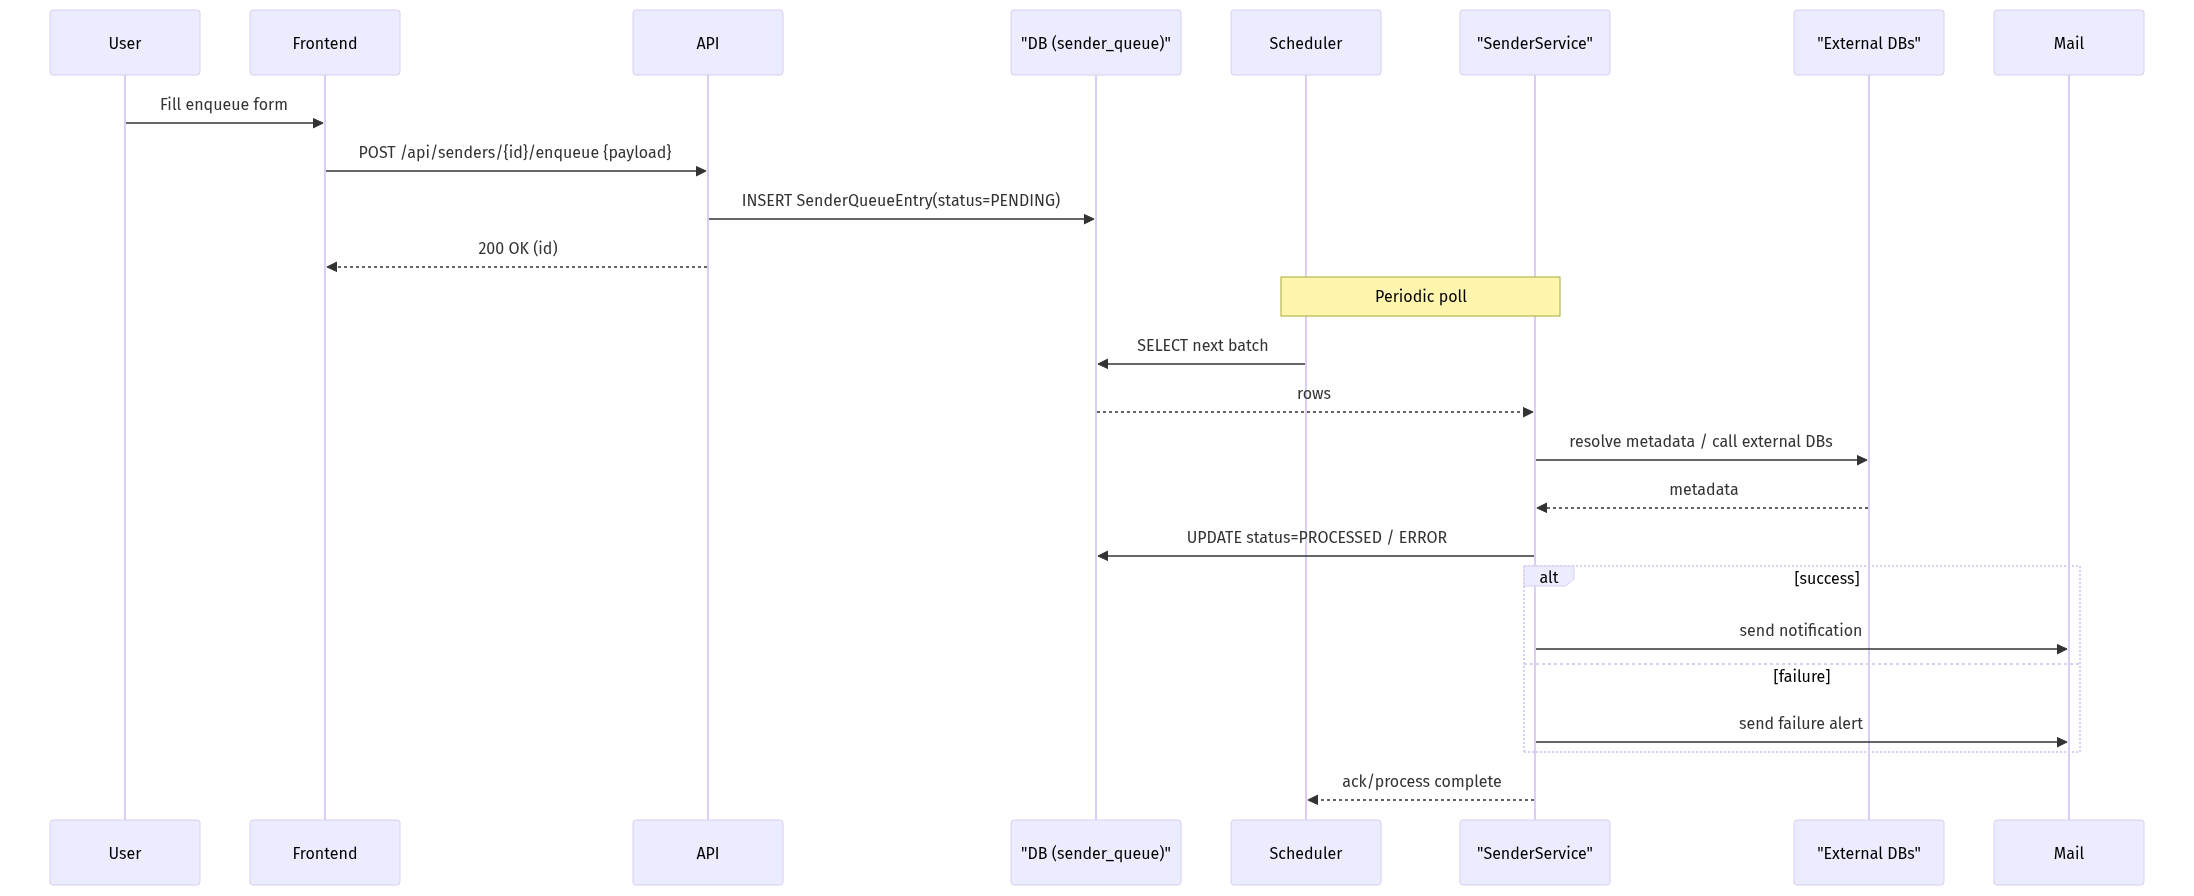 User
Frontend
API
"DB (sender_queue)"
Scheduler
"SenderService"
"External DBs"
Mail
Fill enqueue form
POST /api/senders/{id}/enqueue {payload}
INSERT SenderQueueEntry(status=PENDING)
200 OK (id)
Periodic poll
SELECT next batch
rows
resolve metadata / call external DBs
metadata
UPDATE status=PROCESSED / ERROR
alt
[success]
send notification
[failure]
send failure alert
ack/process complete
User
Frontend
API
"DB (sender_queue)"
Scheduler
"SenderService"
"External DBs"
Mail